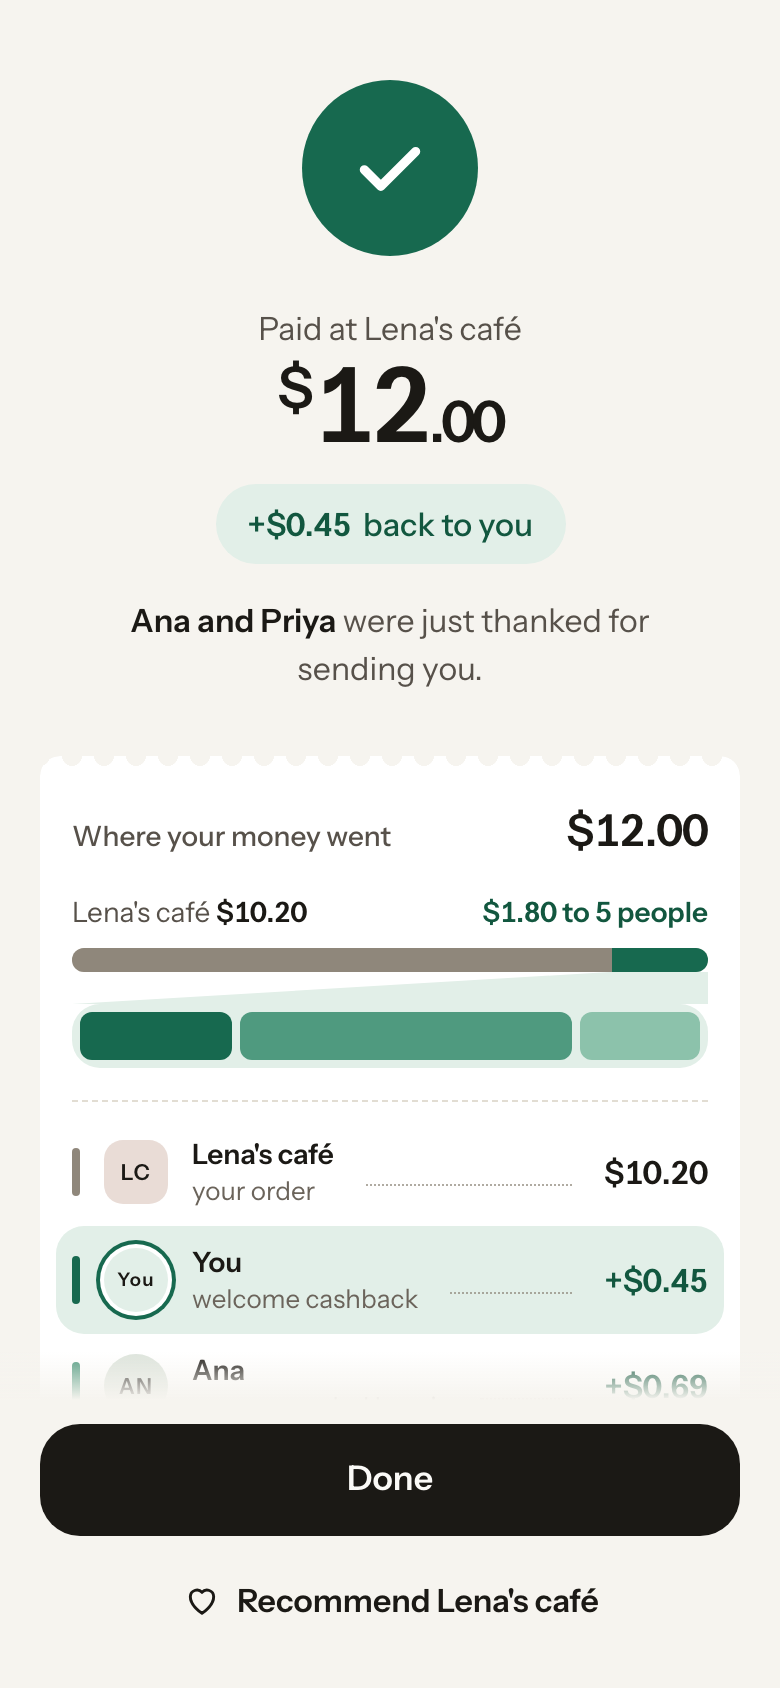 Paid at Lena's café
$12.00
+$0.45 back to you
Ana and Priya were just thanked for
sending you.
Where your money went $12.00
Lena's café $10.20 $1.80 to 5 people
LC Lena's café $10.20
your order
You You +$0.45
welcome cashback
AN Ana +$0.69
Done
Recommend Lena's café